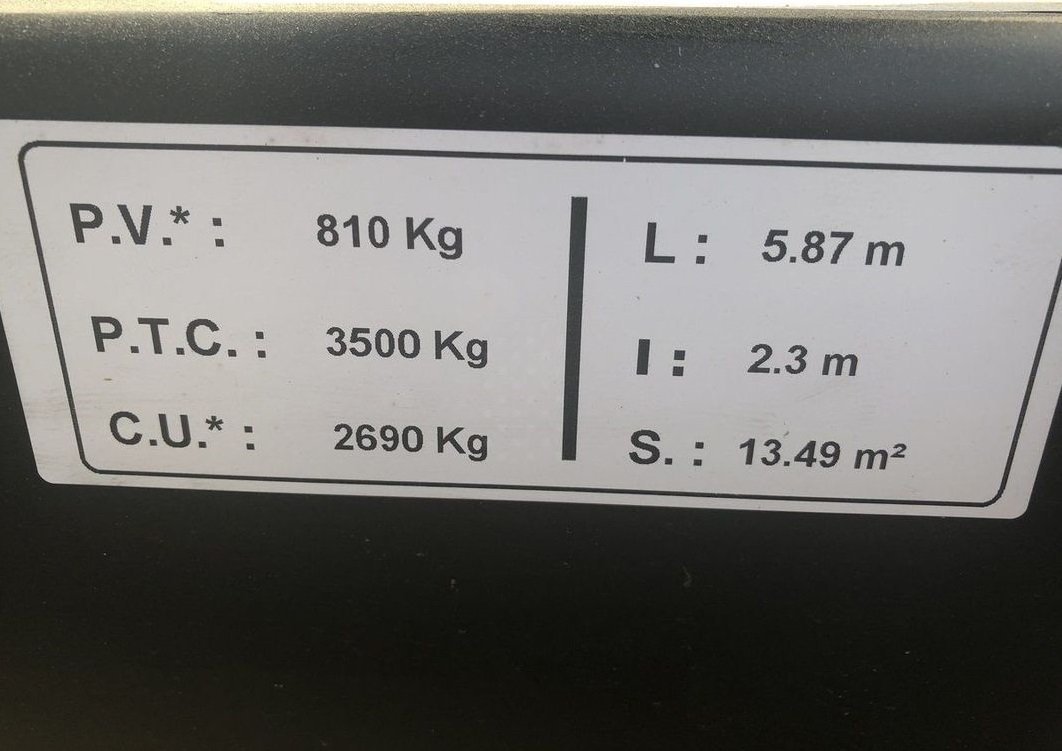 P.V.* : 810 Kg
P.T.C. : 3500 Kg
C.U.* : 2690 Kg
L : 5.87 m
l : 2.3 m
S. : 13.49 m²